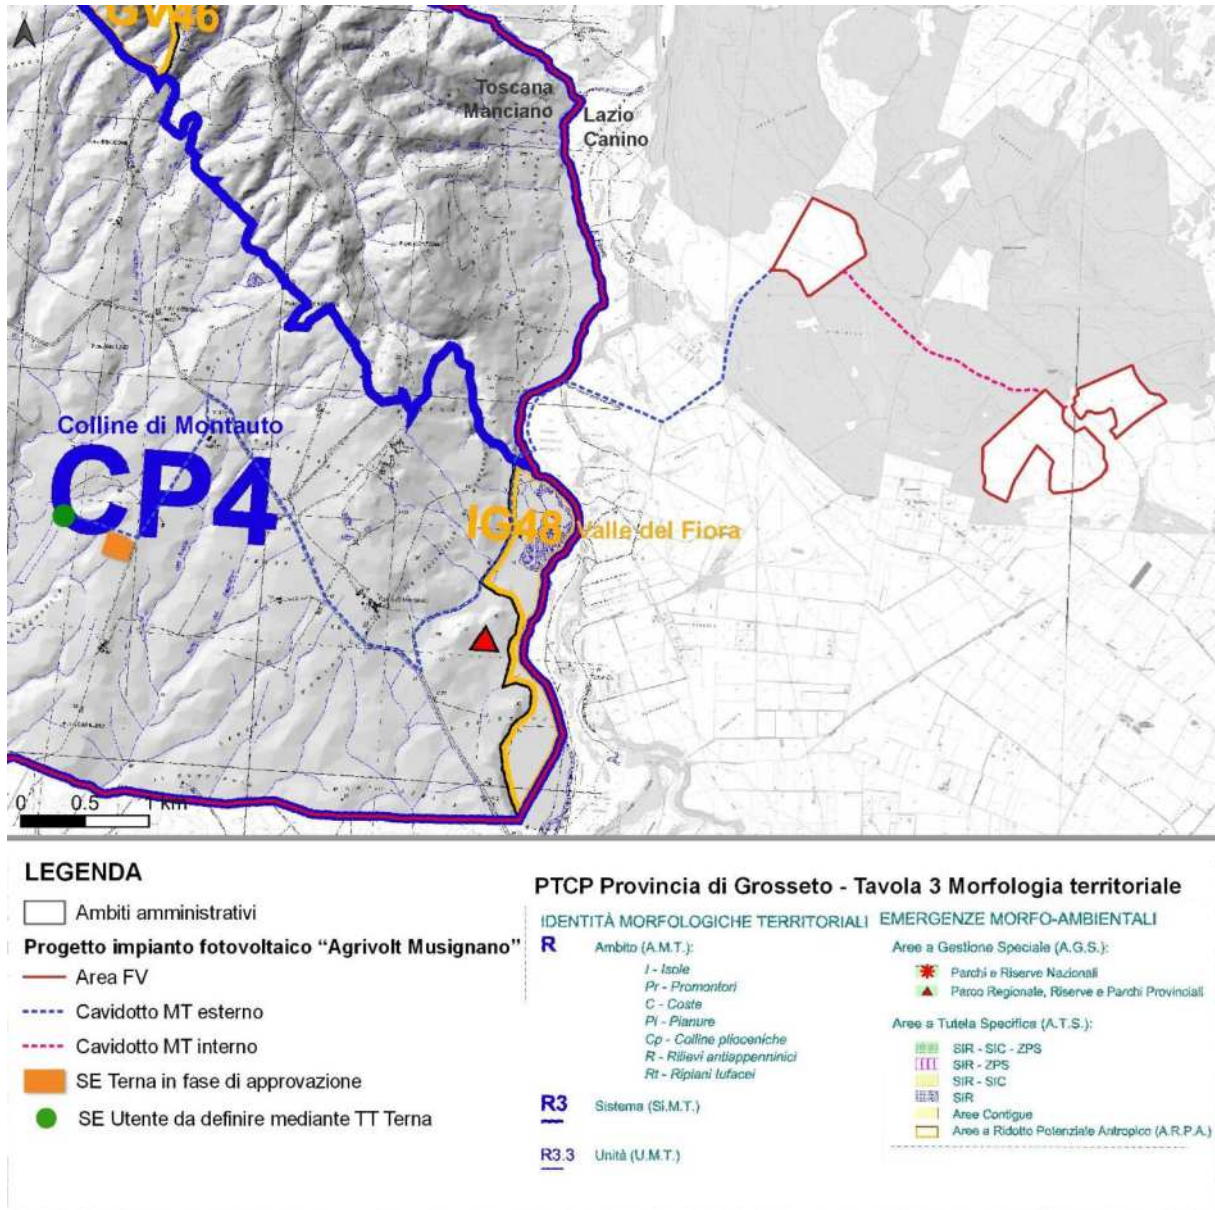 GV46
Toscana
Manciano
Lazio
Canino
Colline di Montauto
CP4
IG48 Valle del Fiora
0 0.5 1 km
LEGENDA
Ambiti amministrativi
Progetto impianto fotovoltaico “Agrivolt Musignano”
Area FV
Cavidotto MT esterno
Cavidotto MT interno
SE Terna in fase di approvazione
SE Utente da definire mediante TT Terna
PTCP Provincia di Grosseto - Tavola 3 Morfologia territoriale
IDENTITÀ MORFOLOGICHE TERRITORIALI
R Ambito (A.M.T.):
I - Isole
Pr - Promontori
C - Coste
Pi - Pianure
Cp - Colline plioceniche
R - Rilievi antiappenninici
Rt - Ripiani tufacei
R3 Sistema (Si.M.T.)
R3.3 Unità (U.M.T.)
EMERGENZE MORFO-AMBIENTALI
Aree a Gestione Speciale (A.G.S.):
Parchi e Riserve Nazionali
Parco Regionale, Riserve e Parchi Provinciali
Aree a Tutela Specifica (A.T.S.):
SIR - SIC - ZPS
SIR - ZPS
SIR - SIC
SIR
Aree Contigue
Aree a Ridotto Potenziale Antropico (A.R.P.A.)